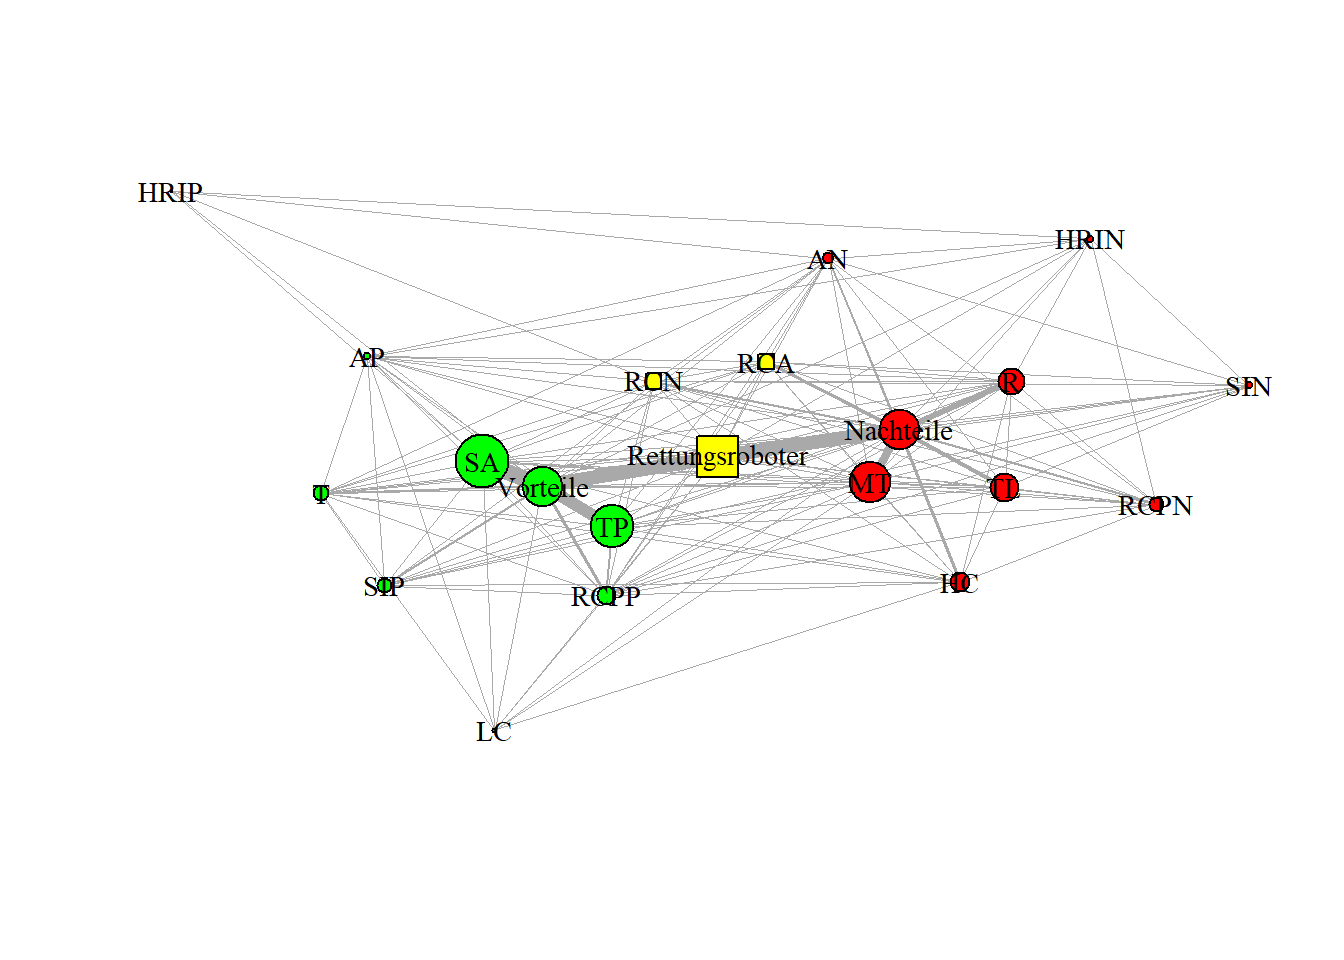 HRIP
HRIN
AN
AP
RCA
RCN
R
SIN
Nachteile
Rettungsroboter
SA
Vorteile
MT
TI
T
RCPN
TP
SIP
RCPP
HC
LC